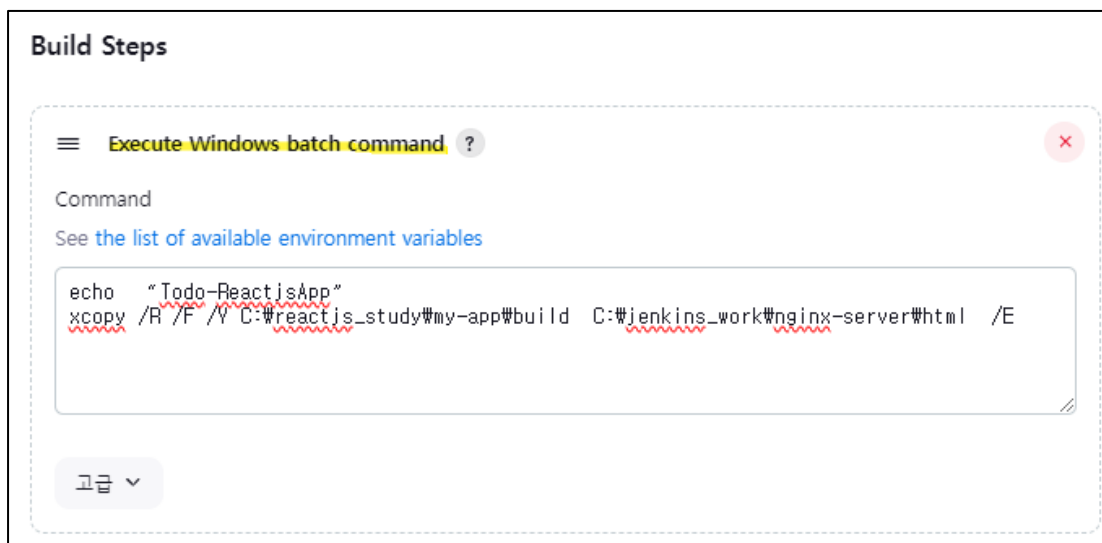 Build Steps
Execute Windows batch command ?
Command
See the list of available environment variables
echo   “Todo-ReactjsApp”
xcopy /R /F /Y C:₩reactjs_study₩my-app₩build  C:₩jenkins_work₩nginx-server₩html  /E
고급